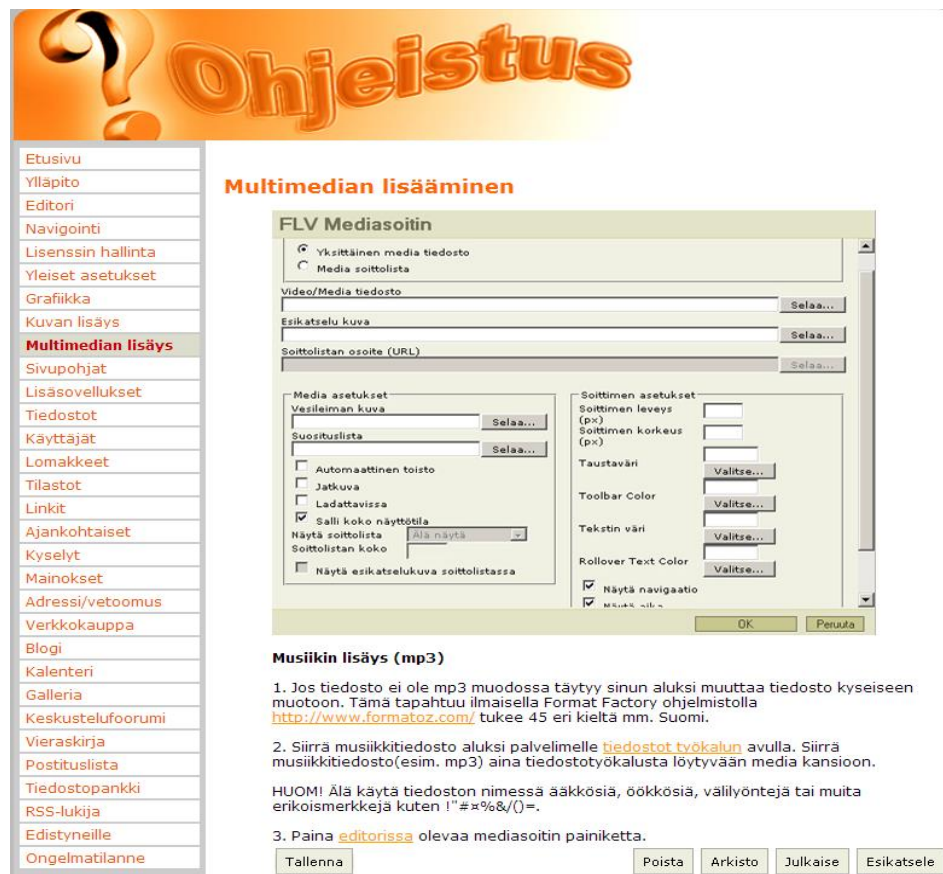 Ohjeistus
Etusivu
Ylläpito
Editori
Navigointi
Lisenssin hallinta
Yleiset asetukset
Grafiikka
Kuvan lisäys
Multimedian lisäys
Sivupohjat
Lisäsovellukset
Tiedostot
Käyttäjät
Lomakkeet
Tilastot
Linkit
Ajankohtaiset
Kyselyt
Mainokset
Adressi/vetoomus
Verkkokauppa
Blogi
Kalenteri
Galleria
Keskustelufoorumi
Vieraskirja
Postituslista
Tiedostopankki
RSS-lukija
Edistyneille
Ongelmatilanne
Multimedian lisääminen
FLV Mediasoitin
Yksittäinen media tiedosto
Media soittolista
Video/Media tiedosto
Selaa...
Esikatselu kuva
Selaa...
Soittolistan osoite (URL)
Selaa...
Media asetukset
Vesileiman kuva
Selaa...
Suosituslista
Selaa...
Automaattinen toisto
Jatkuva
Ladattavissa
Salli koko näyttötila
Näytä soittolista Älä näytä
Soittolistan koko
Näytä esikatselukuva soittolistassa
Soittimen asetukset
Soittimen leveys
(px)
Soittimen korkeus
(px)
Taustaväri
Valitse...
Toolbar Color
Valitse...
Tekstin väri
Valitse...
Rollover Text Color
Valitse...
Näytä navigaatio
Näytä aika
OK Peruuta
Musiikin lisäys (mp3)
1. Jos tiedosto ei ole mp3 muodossa täytyy sinun aluksi muuttaa tiedosto kyseiseen
muotoon. Tämä tapahtuu ilmaisella Format Factory ohjelmistolla
http://www.formatoz.com/ tukee 45 eri kieltä mm. Suomi.
2. Siirrä musiikkitiedosto aluksi palvelimelle tiedostot työkalun avulla. Siirrä
musiikkitiedosto(esim. mp3) aina tiedostotyökalusta löytyvään media kansioon.
HUOM! Älä käytä tiedoston nimessä ääkkösiä, öökkösiä, välilyöntejä tai muita
erikoismerkkejä kuten !"#¤%&/()=.
3. Paina editorissa olevaa mediasoitin painiketta.
Tallenna Poista Arkisto Julkaise Esikatsele